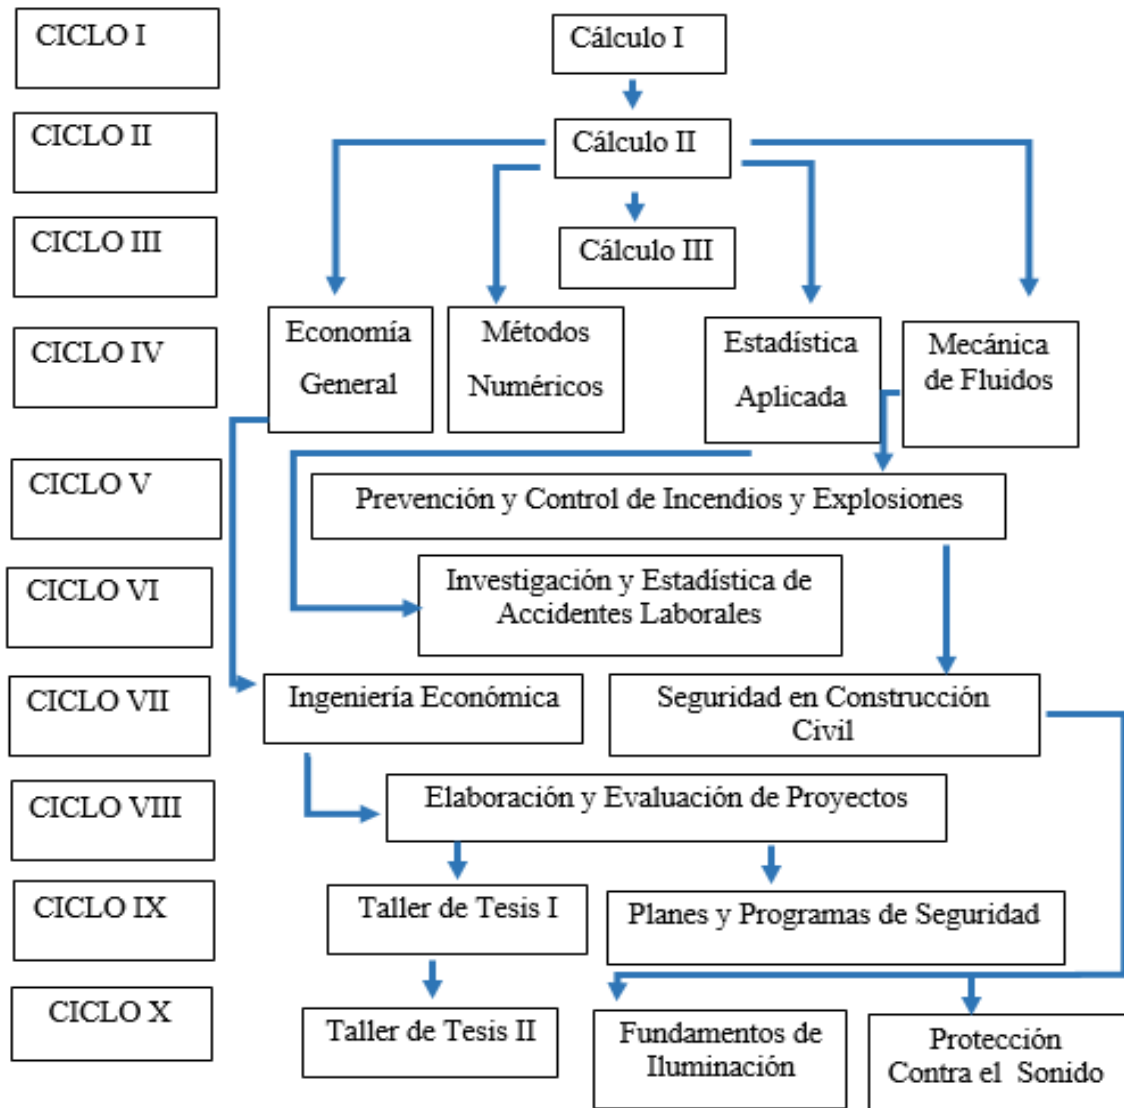 CICLO I
Cálculo I
CICLO II
Cálculo II
CICLO III
Cálculo III
CICLO IV
Economía
General
Métodos
Numéricos
Estadística
Aplicada
Mecánica
de Fluidos
CICLO V
Prevención y Control de Incendios y Explosiones
CICLO VI
Investigación y Estadística de
Accidentes Laborales
CICLO VII
Ingeniería Económica
Seguridad en Construcción
Civil
CICLO VIII
Elaboración y Evaluación de Proyectos
CICLO IX
Taller de Tesis I
Planes y Programas de Seguridad
CICLO X
Taller de Tesis II
Fundamentos de
Iluminación
Protección
Contra el Sonido